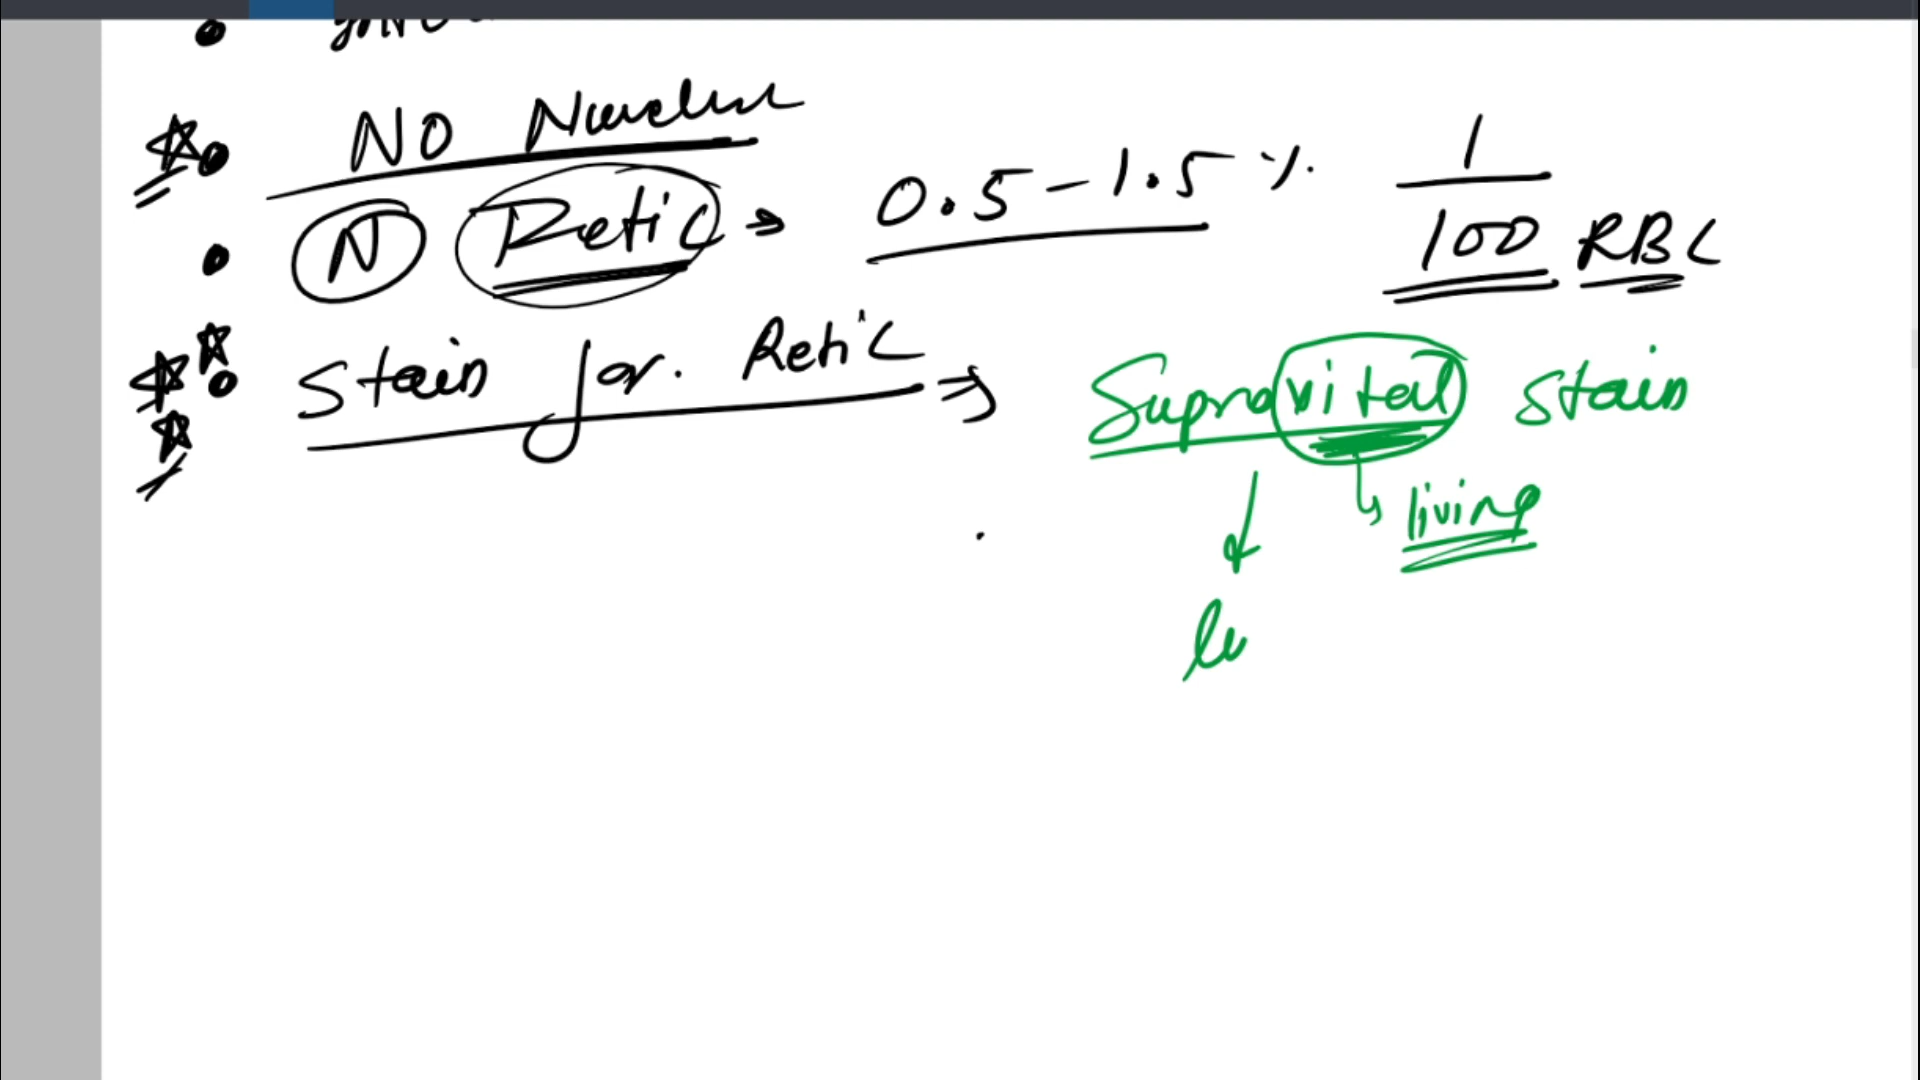 NO Nucleus
N Retic → 0.5 - 1.5 % 1/100 RBC
Stain for. Retic ⇒ Supravital stain
living